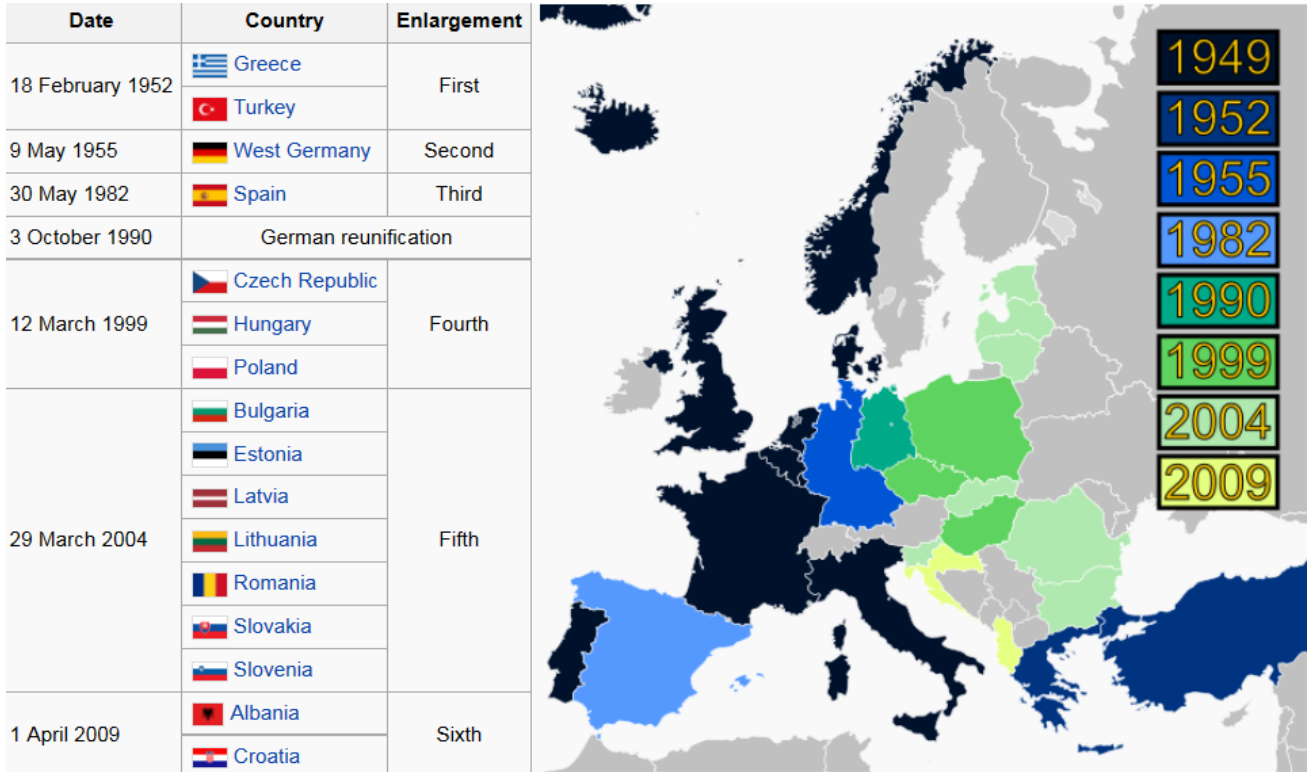 Date Country Enlargement
Greece
18 February 1952 First
Turkey
9 May 1955 West Germany Second
30 May 1982 Spain Third
3 October 1990 German reunification
Czech Republic
12 March 1999 Hungary Fourth
Poland
Bulgaria
Estonia
Latvia
29 March 2004 Lithuania Fifth
Romania
Slovakia
Slovenia
Albania
1 April 2009 Sixth
Croatia
1949
1952
1955
1982
1990
1999
2004
2009